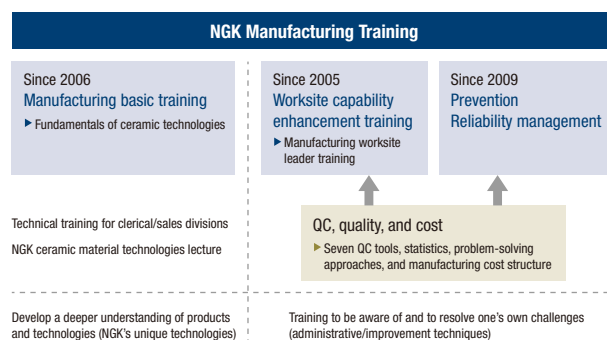 NGK Manufacturing Training
Since 2006
Manufacturing basic training
▶ Fundamentals of ceramic technologies
Since 2005
Worksite capability
enhancement training
▶ Manufacturing worksite
leader training
Since 2009
Prevention
Reliability management
Technical training for clerical/sales divisions
NGK ceramic material technologies lecture
QC, quality, and cost
▶ Seven QC tools, statistics, problem-solving
approaches, and manufacturing cost structure
Develop a deeper understanding of products
and technologies (NGK's unique technologies)
Training to be aware of and to resolve one's own challenges
(administrative/improvement techniques)